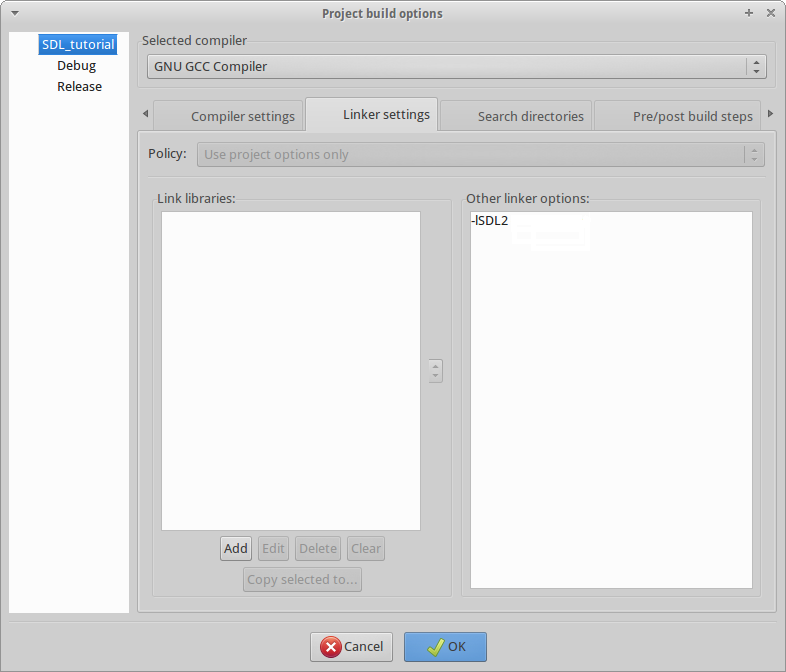 Project build options
SDL_tutorial
Debug
Release
Selected compiler
GNU GCC Compiler
Compiler settings
Linker settings
Search directories
Pre/post build steps
Policy:
Use project options only
Link libraries:
Other linker options:
-lSDL2
Add
Edit
Delete
Clear
Copy selected to...
Cancel
OK